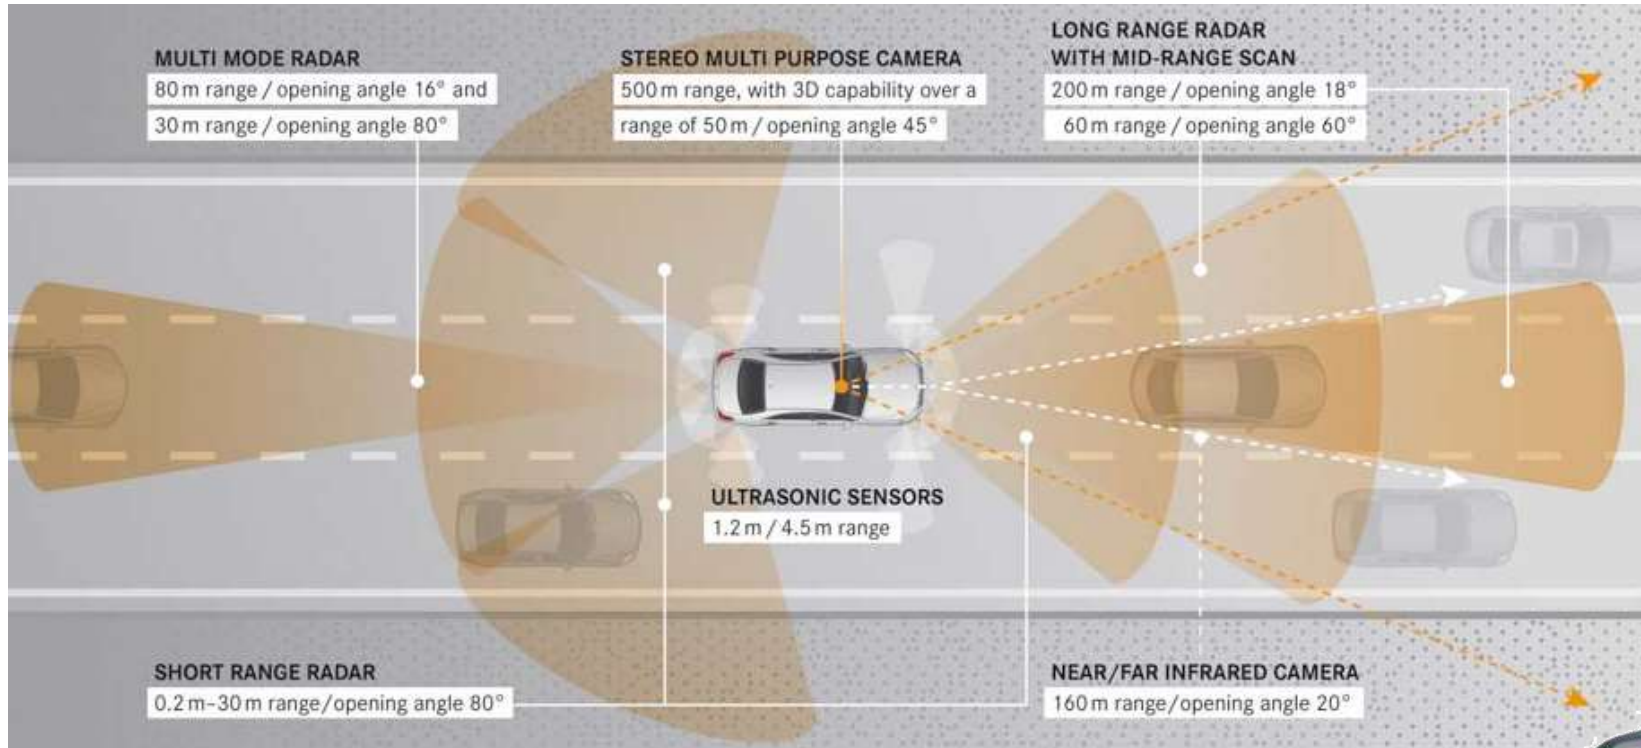 MULTI MODE RADAR
80 m range / opening angle 16° and
30 m range / opening angle 80°
STEREO MULTI PURPOSE CAMERA
500 m range, with 3D capability over a
range of 50 m / opening angle 45°
LONG RANGE RADAR
WITH MID-RANGE SCAN
200 m range / opening angle 18°
60 m range / opening angle 60°
ULTRASONIC SENSORS
1.2 m / 4.5 m range
SHORT RANGE RADAR
0.2 m–30 m range/opening angle 80°
NEAR/FAR INFRARED CAMERA
160 m range/opening angle 20°